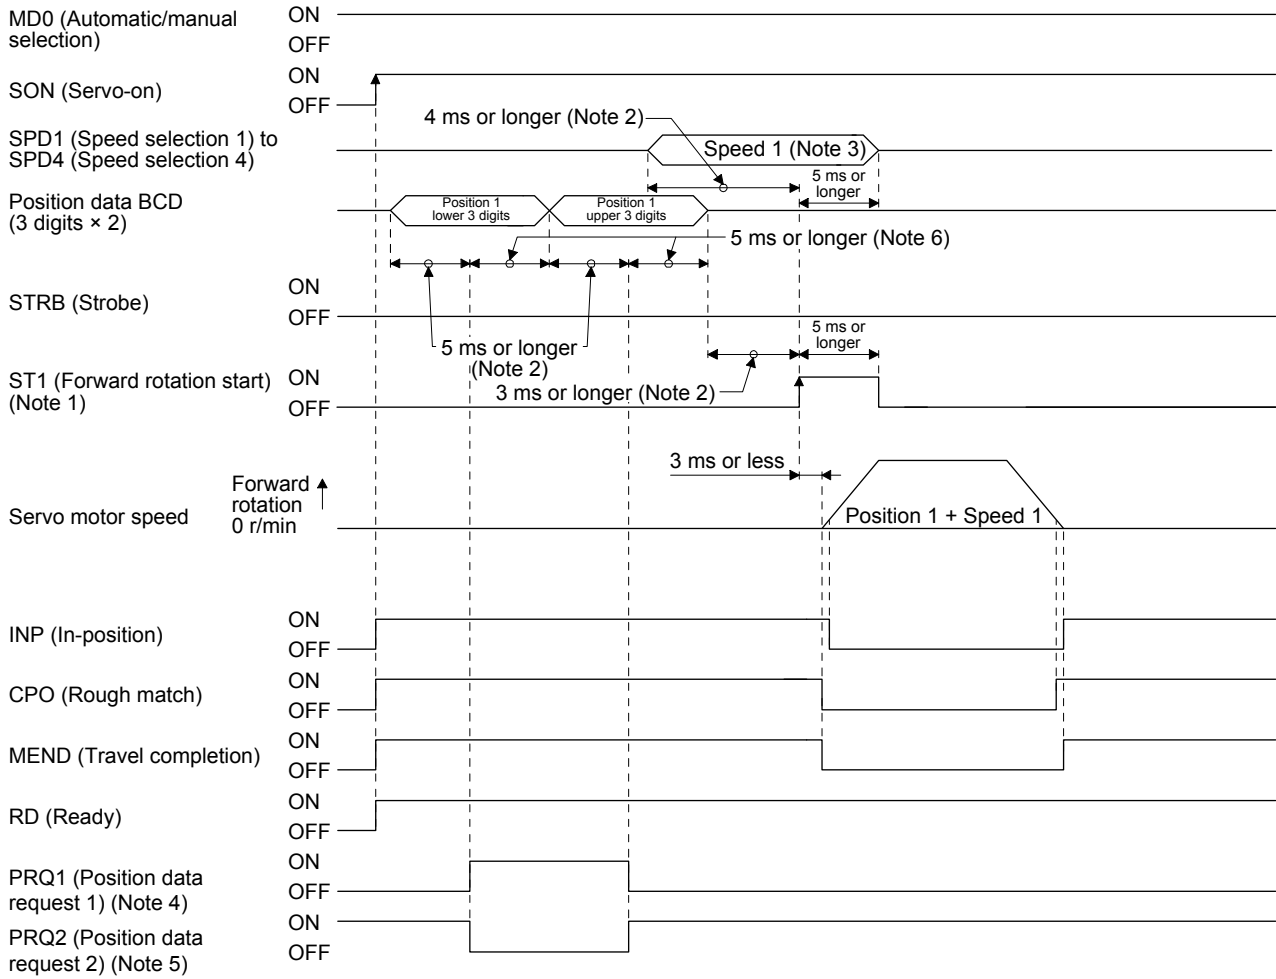 MD0 (Automatic/manual
selection)
ON
OFF
SON (Servo-on)
ON
OFF
4 ms or longer (Note 2)
SPD1 (Speed selection 1) to
SPD4 (Speed selection 4)
Speed 1 (Note 3)
5 ms or
longer
Position data BCD
(3 digits × 2)
Position 1
lower 3 digits
Position 1
upper 3 digits
5 ms or longer (Note 6)
STRB (Strobe)
ON
OFF
5 ms or longer
(Note 2)
5 ms or
longer
ST1 (Forward rotation start)
(Note 1)
ON
OFF
3 ms or longer (Note 2)
3 ms or less
Servo motor speed
Forward
rotation
0 r/min
Position 1 + Speed 1
INP (In-position)
ON
OFF
CPO (Rough match)
ON
OFF
MEND (Travel completion)
ON
OFF
RD (Ready)
ON
OFF
PRQ1 (Position data
request 1) (Note 4)
ON
OFF
PRQ2 (Position data
request 2) (Note 5)
ON
OFF